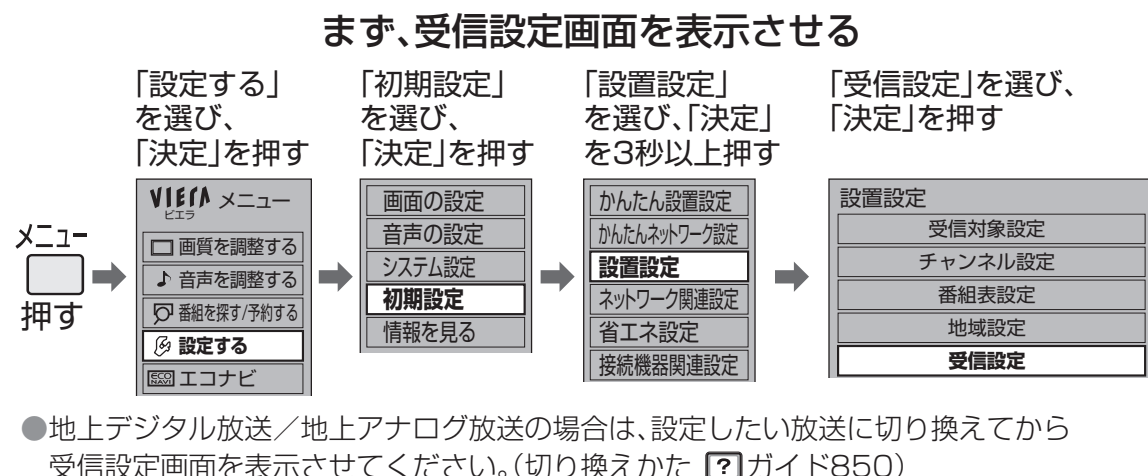 まず、受信設定画面を表示させる
「設定する」
を選び、
「決定」を押す
「初期設定」
を選び、
「決定」を押す
「設置設定」
を選び、「決定」
を3秒以上押す
「受信設定」を選び、
「決定」を押す
メニュー
押す
VIERA メニュー
ビエラ
画質を調整する
音声を調整する
番組を探す/予約する
設定する
ECO NAVI エコナビ
画面の設定
音声の設定
システム設定
初期設定
情報を見る
かんたん設置設定
かんたんネットワーク設定
設置設定
ネットワーク関連設定
省エネ設定
接続機器関連設定
設置設定
受信対象設定
チャンネル設定
番組表設定
地域設定
受信設定
●地上デジタル放送／地上アナログ放送の場合は、設定したい放送に切り換えてから
受信設定画面を表示させてください。(切り換えかた ?ガイド850)